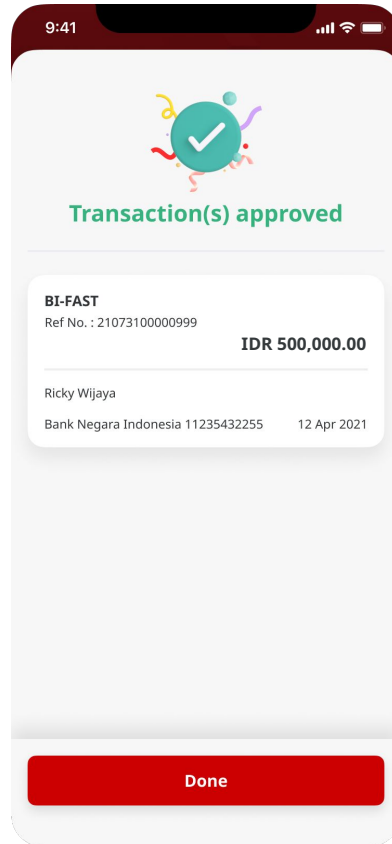 9:41
Transaction(s) approved
BI-FAST
Ref No. : 21073100000999
IDR 500,000.00
Ricky Wijaya
Bank Negara Indonesia 11235432255 12 Apr 2021
Done